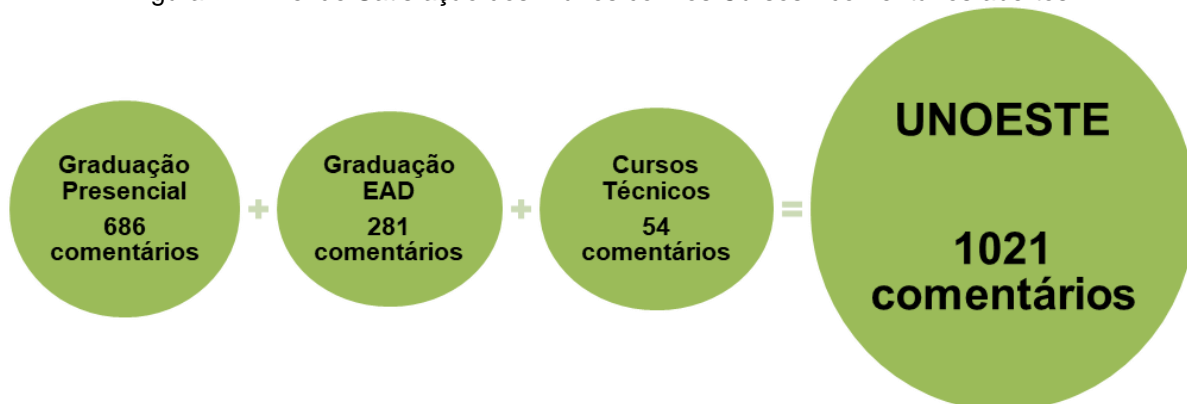 Graduação
Presencial
686
comentários
+
Graduação
EAD
281
comentários
+
Cursos
Técnicos
54
comentários
=
UNOESTE
1021
comentários